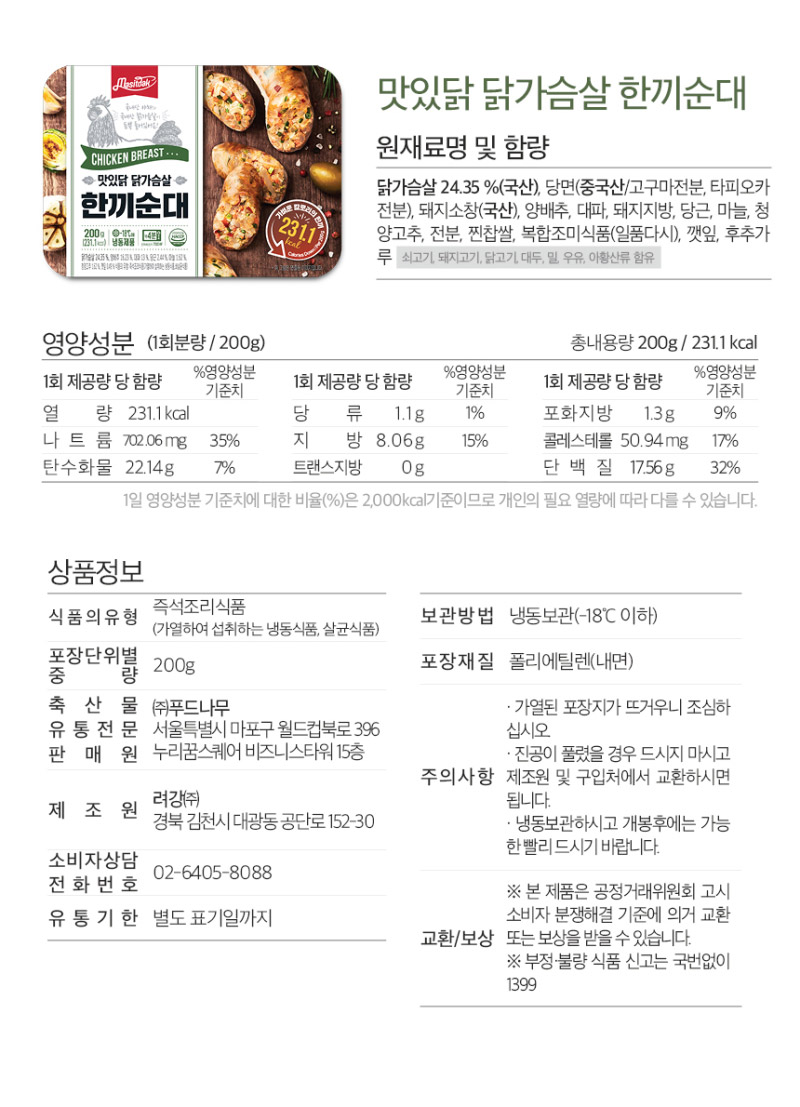 Masitdak
CHICKEN BREAST ...
맛있닭 닭가슴살
한끼순대
200g
(231.1 kcal)
-18℃
냉동제품
가벼운 칼로리의 한끼
231.1
kcal
맛있닭 닭가슴살 한끼순대
원재료명 및 함량
닭가슴살 24.35 %(국산), 당면(중국산/고구마전분, 타피오카
전분), 돼지소창(국산), 양배추, 대파, 돼지지방, 당근, 마늘, 청
양고추, 전분, 찐찹쌀, 복합조미식품(일품다시), 깻잎, 후추가
루 쇠고기, 돼지고기, 닭고기, 대두, 밀, 우유, 아황산류 함유
영양성분 (1회분량 / 200g) 총내용량 200g / 231.1 kcal
1회 제공량 당 함량 %영양성분 기준치 1회 제공량 당 함량 %영양성분 기준치 1회 제공량 당 함량 %영양성분 기준치
열 량 231.1 kcal 당 류 1.1 g 1% 포화지방 1.3 g 9%
나 트 륨 702.06 mg 35% 지 방 8.06 g 15% 콜레스테롤 50.94 mg 17%
탄수화물 22.14 g 7% 트랜스지방 0 g 단 백 질 17.56 g 32%
1일 영양성분 기준치에 대한 비율(%)은 2,000kcal기준이므로 개인의 필요 열량에 따라 다를 수 있습니다.
상품정보
식품의유형 즉석조리식품
(가열하여 섭취하는 냉동식품, 살균식품)
포장단위별
중 량 200g
축 산 물
유 통 전 문
판 매 원
㈜푸드나무
서울특별시 마포구 월드컵북로 396
누리꿈스퀘어 비즈니스타워 15층
제 조 원
려강㈜
경북 김천시 대광동 공단로 152-30
소비자상담
전 화 번 호
02-6405-8088
유 통 기 한 별도 표기일까지
보관방법 냉동보관(-18℃ 이하)
포장재질 폴리에틸렌(내면)
주의사항
· 가열된 포장지가 뜨거우니 조심하
십시오.
· 진공이 풀렸을 경우 드시지 마시고
제조원 및 구입처에서 교환하시면
됩니다.
· 냉동보관하시고 개봉후에는 가능
한 빨리 드시기 바랍니다.
교환/보상
※ 본 제품은 공정거래위원회 고시
소비자 분쟁해결 기준에 의거 교환
또는 보상을 받을 수 있습니다.
※ 부정·불량 식품 신고는 국번없이
1399